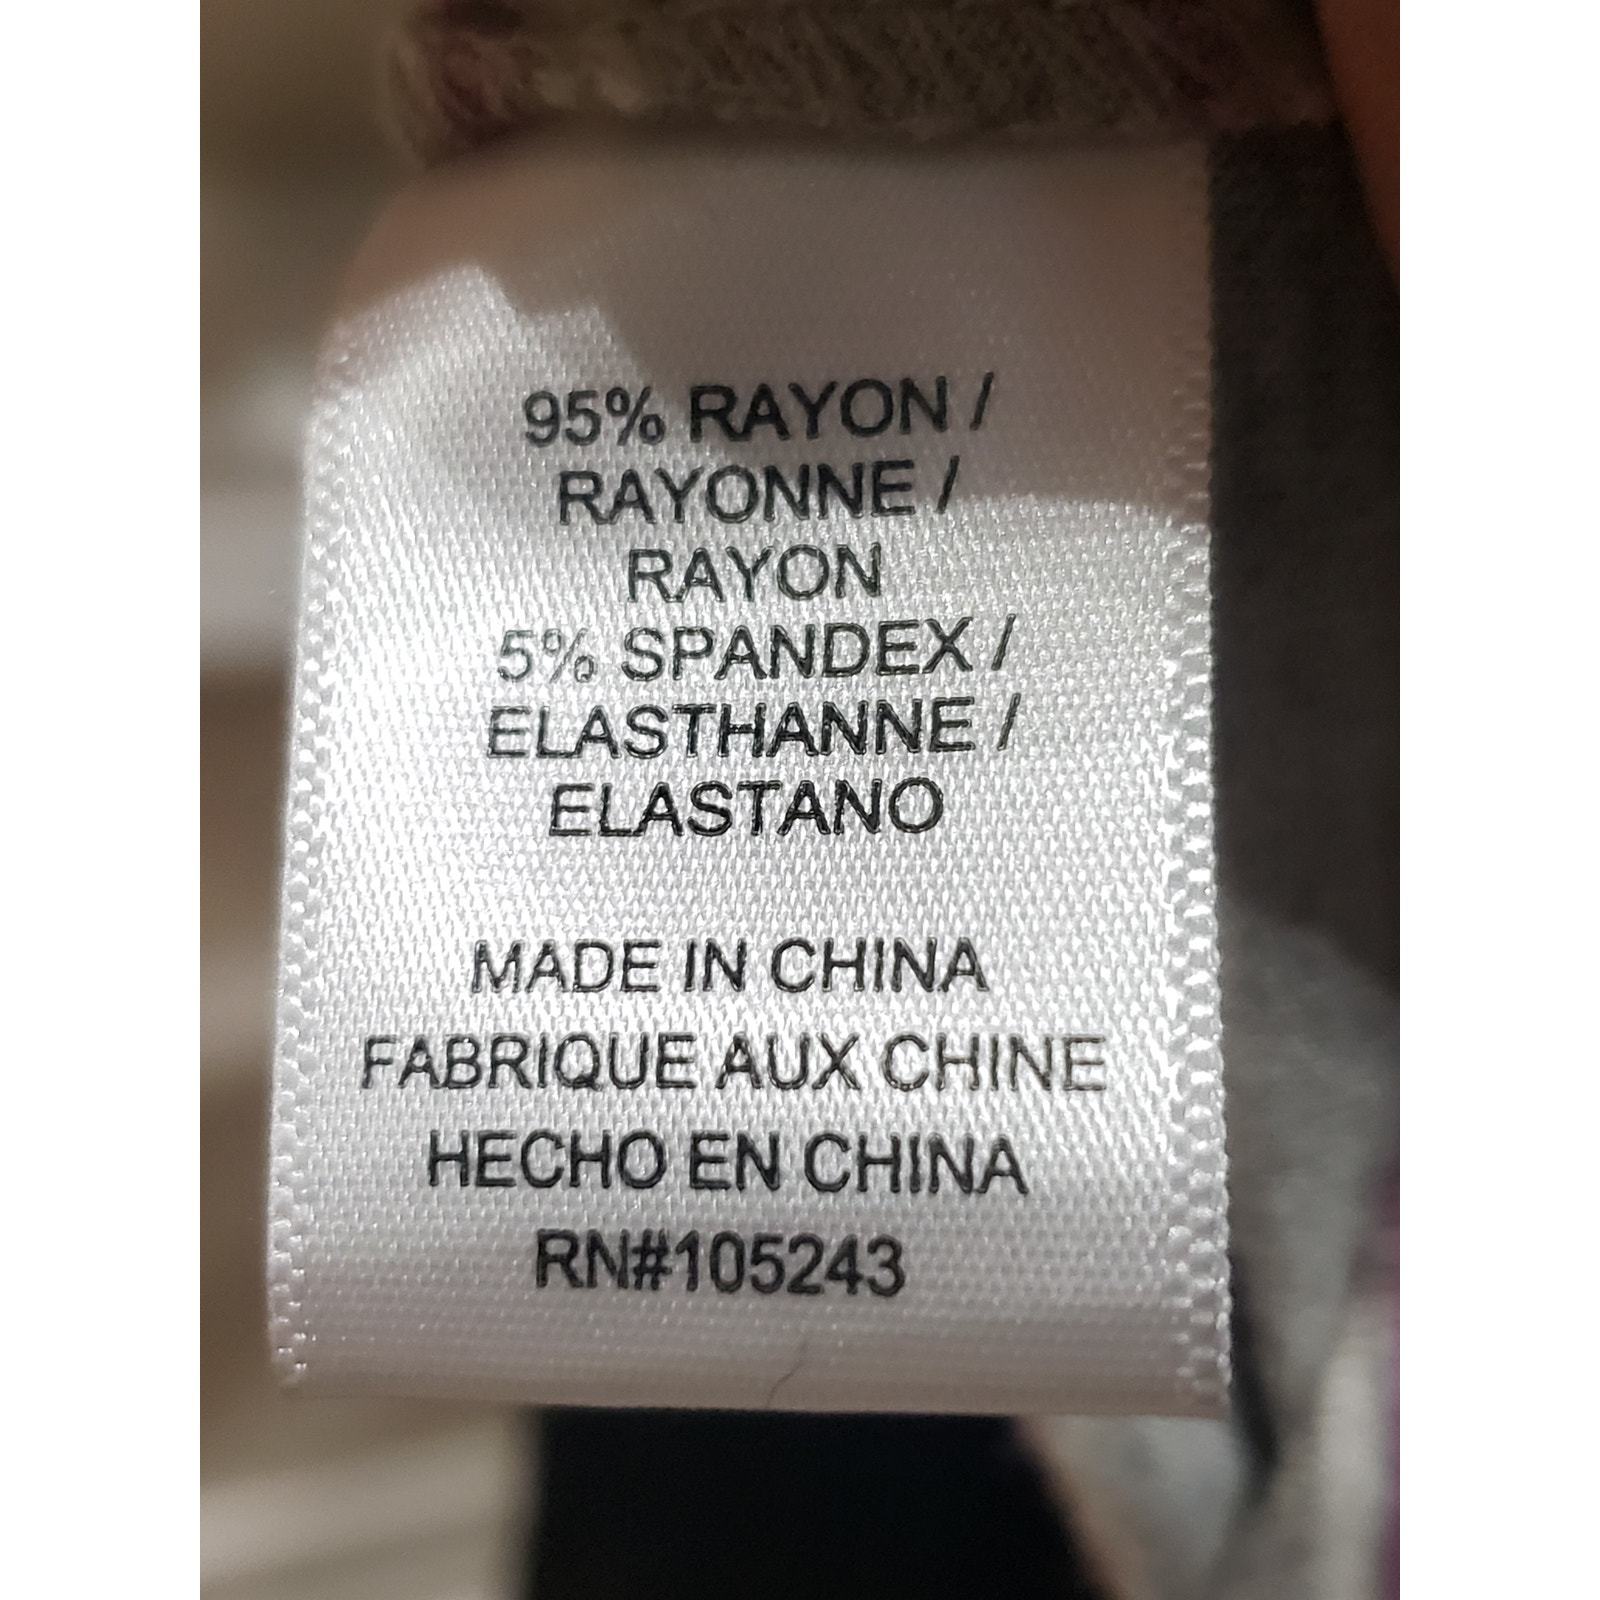 95% RAYON /
RAYONNE /
RAYON
5% SPANDEX /
ELASTHANNE /
ELASTANO
MADE IN CHINA
FABRIQUE AUX CHINE
HECHO EN CHINA
RN#105243